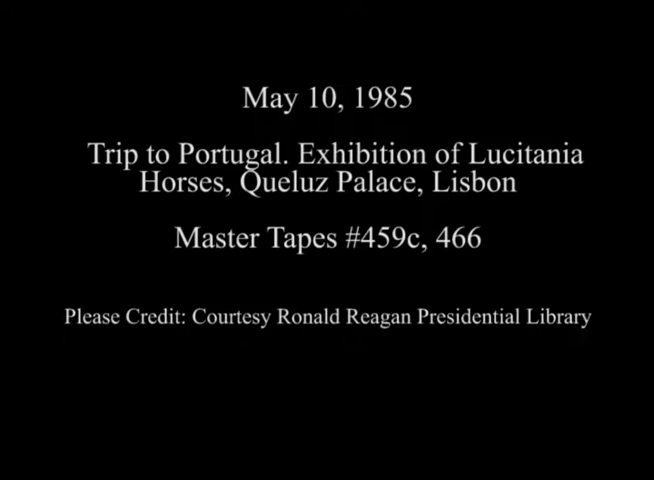 May 10, 1985
Trip to Portugal. Exhibition of Lucitania
Horses, Queluz Palace, Lisbon
Master Tapes #459c, 466
Please Credit: Courtesy Ronald Reagan Presidential Library